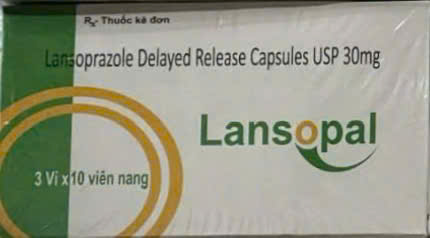 Rx- Thuốc kê đơn
Lansoprazole Delayed Release Capsules USP 30mg
Lansopal
3 Vỉ x10 viên nang